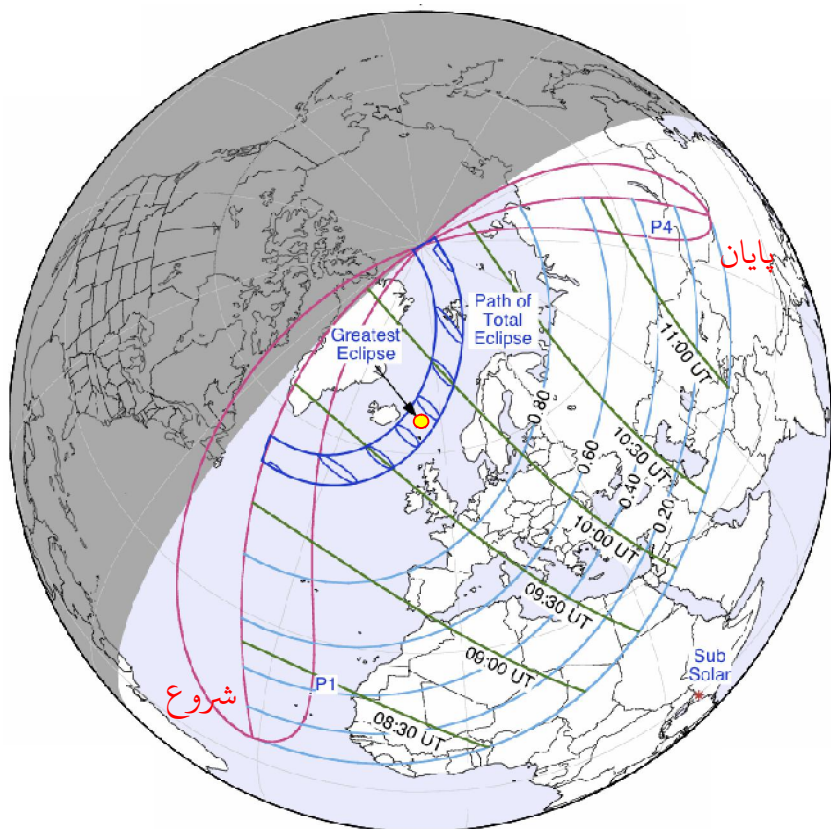 P4
پایان
Path of
Total
Eclipse
Greatest
Eclipse
11:00 UT
0.80
10:30 UT
0.60
0.40
0.20
10:00 UT
09:30 UT
09:00 UT
Sub
Solar
P1
شروع
08:30 UT